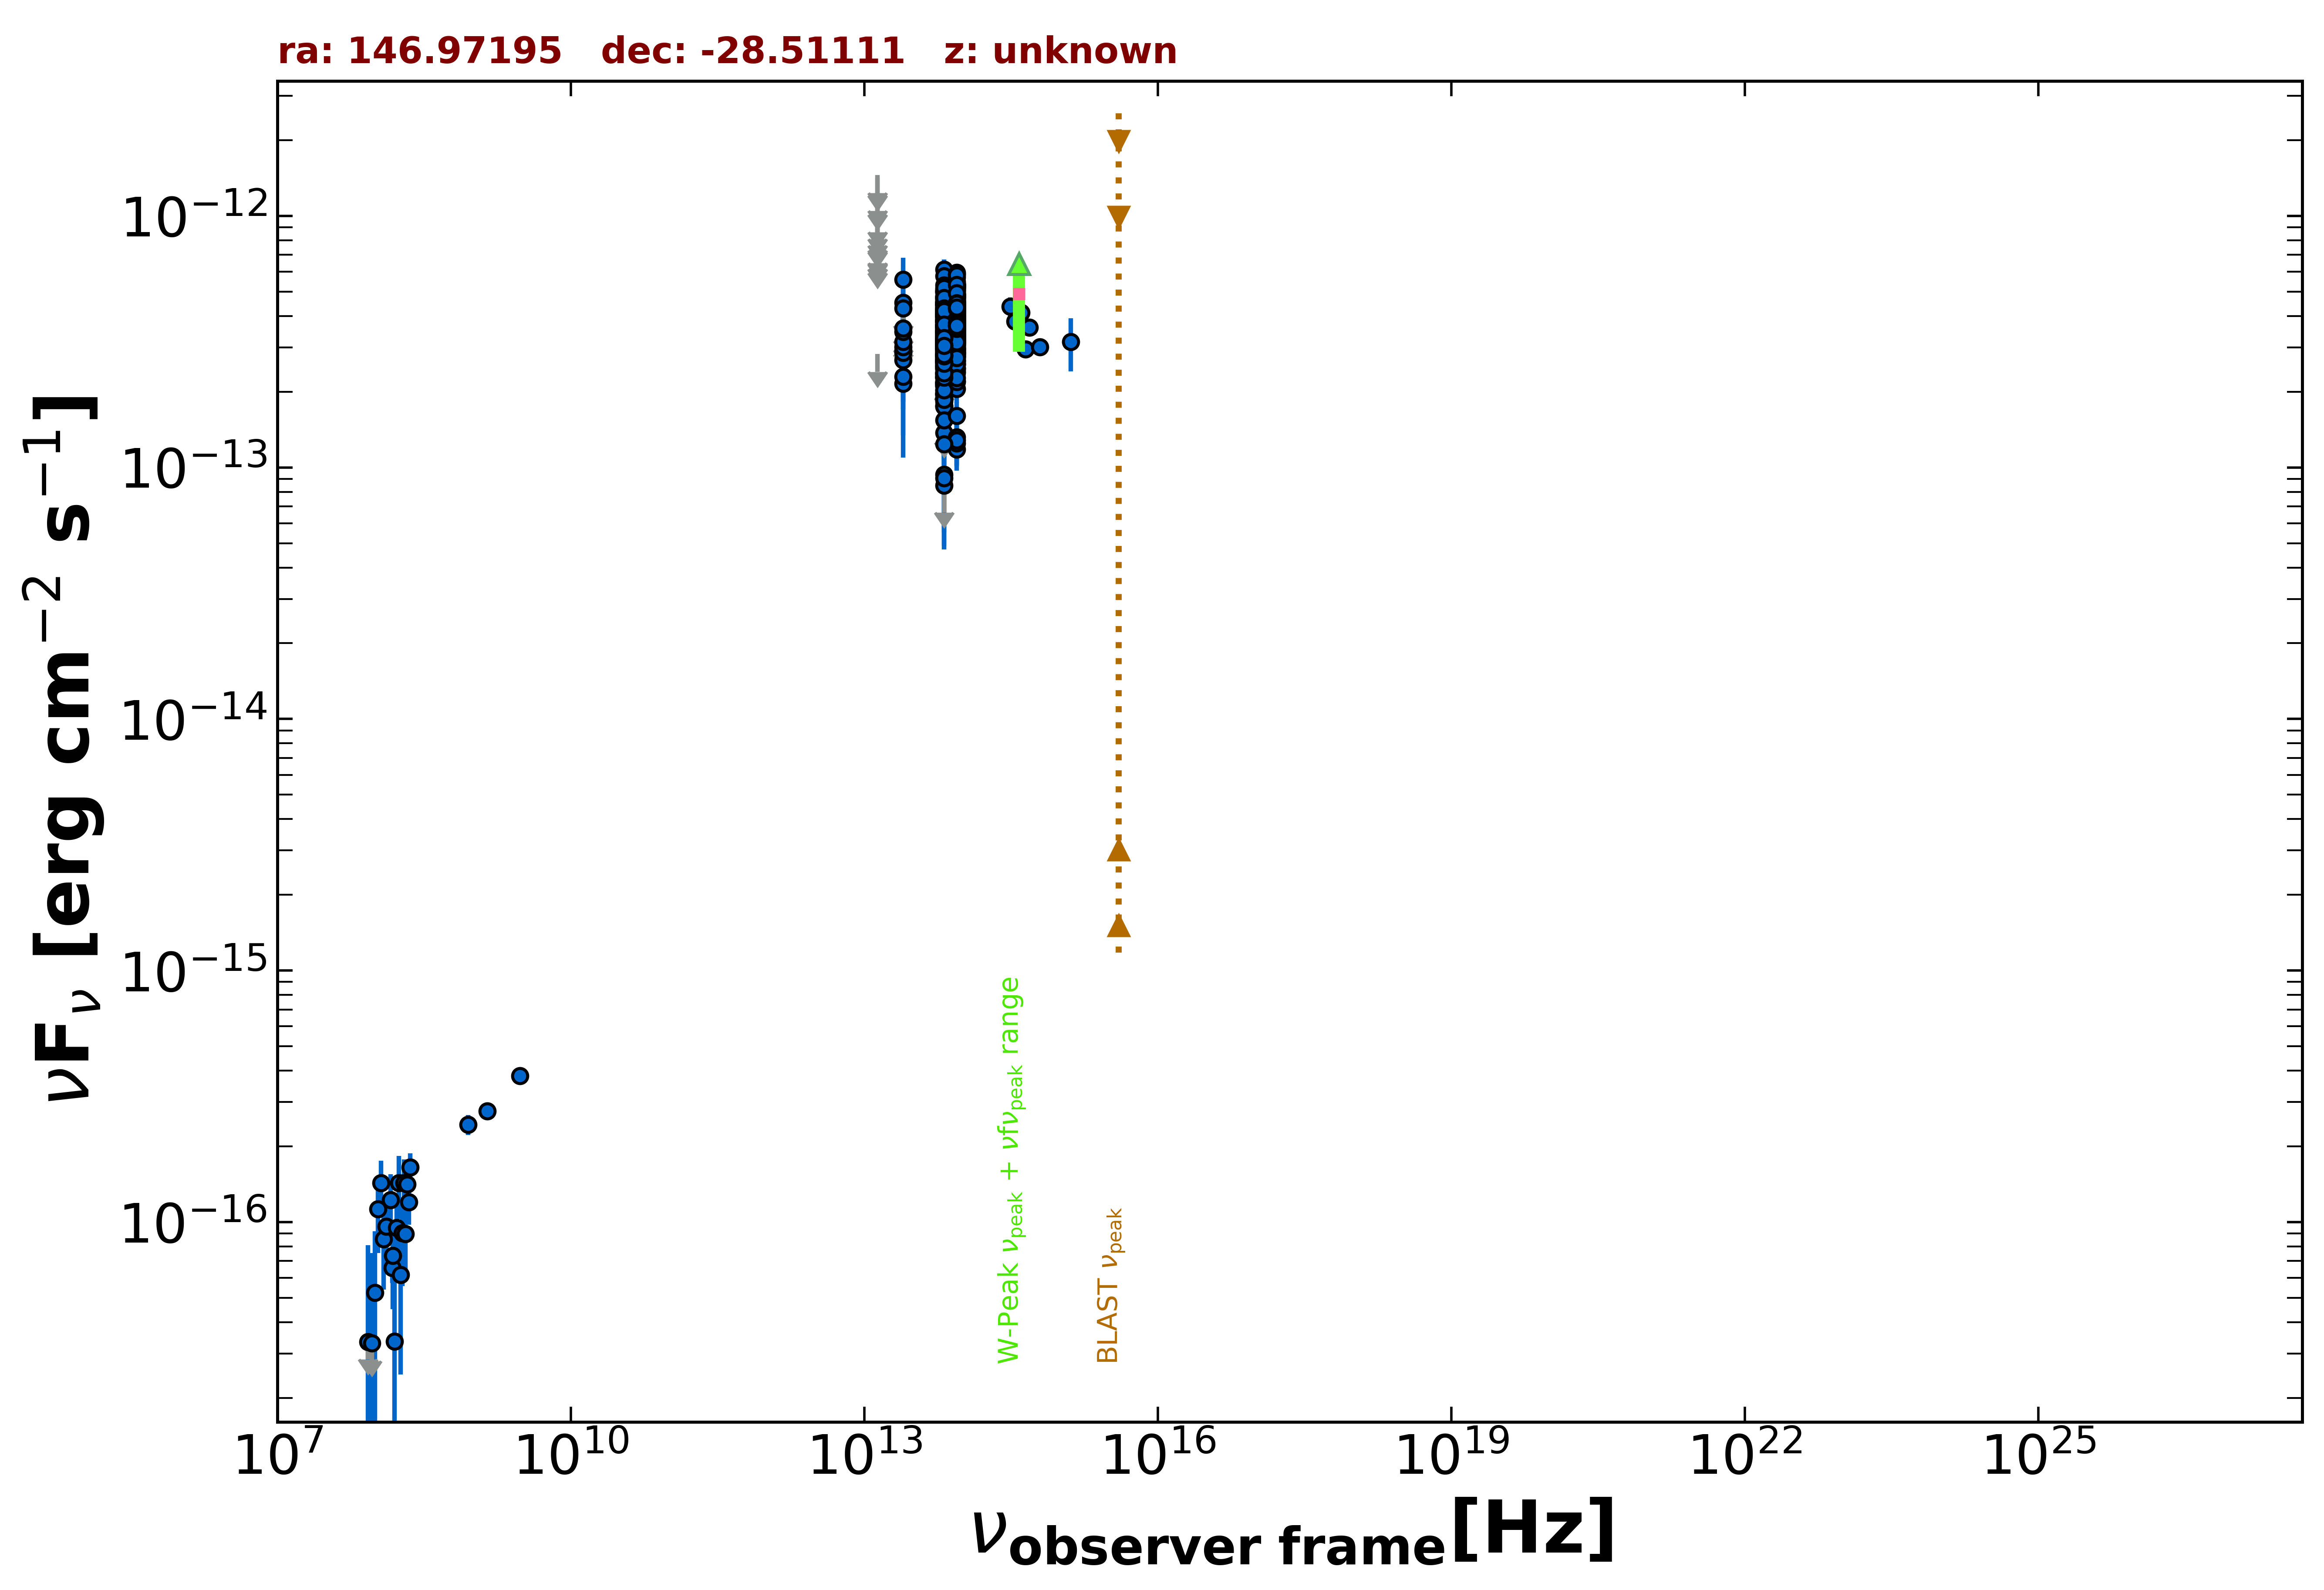 ra: 146.97195   dec: -28.51111   z: unknown
10⁻¹²
10⁻¹³
10⁻¹⁴
10⁻¹⁵
10⁻¹⁶
νFν [erg cm⁻² s⁻¹]
W-Peak νpeak + νfνpeak range
BLAST νpeak
10⁷ 10¹⁰ 10¹³ 10¹⁶ 10¹⁹ 10²² 10²⁵
νobserver frame[Hz]